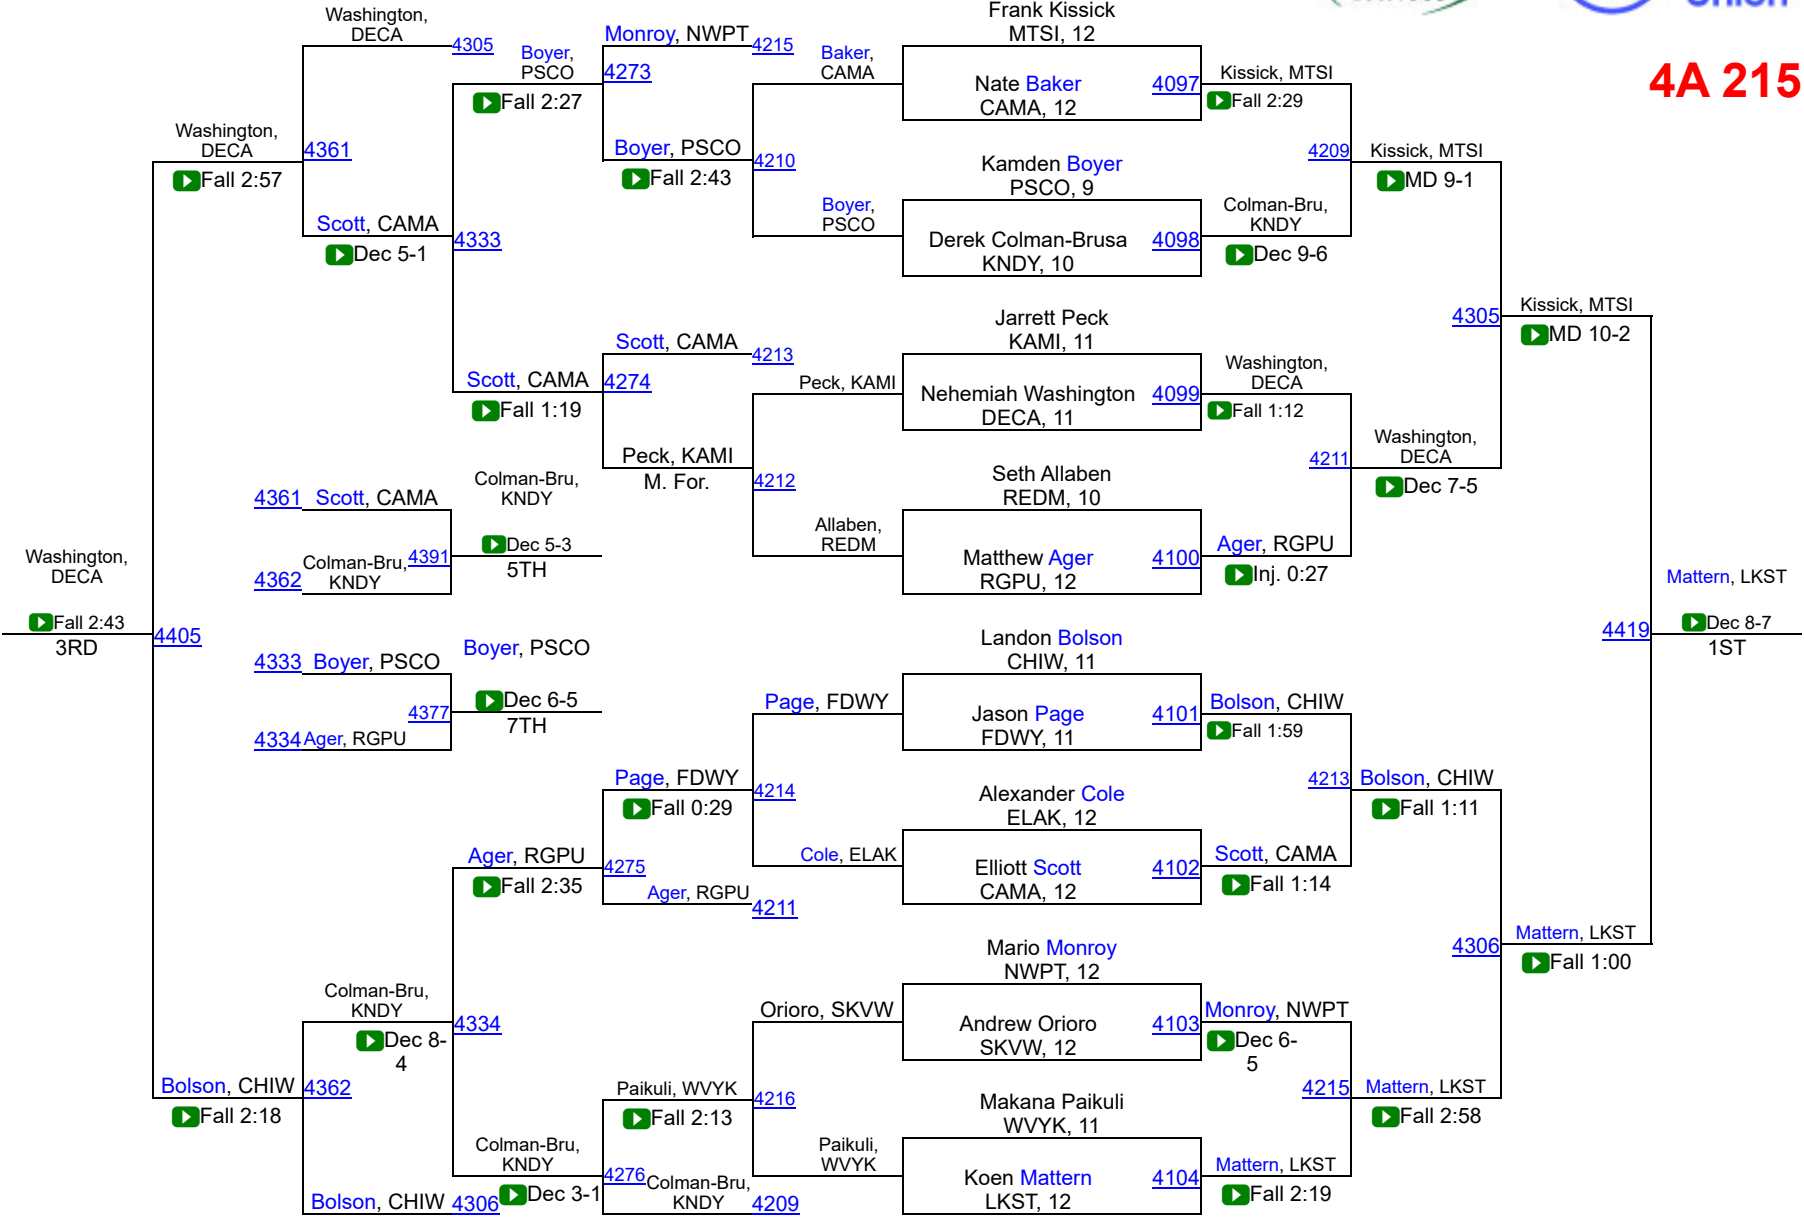 Union
4A 215
Washington,
DECA
4305
Boyer,
PSCO
Fall 2:27
Monroy, NWPT
4215
4273
Baker,
CAMA
Frank Kissick
MTSI, 12
Nate Baker
CAMA, 12
4097
Kissick, MTSI
Fall 2:29
Washington,
DECA
Fall 2:57
4361
Boyer, PSCO
Fall 2:43
4210
Kamden Boyer
PSCO, 9
4209
Kissick, MTSI
MD 9-1
Scott, CAMA
Dec 5-1
4333
Boyer,
PSCO
Derek Colman-Brusa
KNDY, 10
4098
Colman-Bru,
KNDY
Dec 9-6
Jarrett Peck
KAMI, 11
4305
Kissick, MTSI
MD 10-2
Scott, CAMA
4213
Scott, CAMA
Fall 1:19
4274
Peck, KAMI
Nehemiah Washington
DECA, 11
4099
Washington,
DECA
Fall 1:12
Peck, KAMI
M. For.
4212
Seth Allaben
REDM, 10
4211
Washington,
DECA
Dec 7-5
4361
Scott, CAMA
Colman-Bru,
KNDY
Dec 5-3
5TH
4391
4362
Colman-Bru,
KNDY
Allaben,
REDM
Matthew Ager
RGPU, 12
4100
Ager, RGPU
Inj. 0:27
Washington,
DECA
Fall 2:43
3RD
4405
Mattern, LKST
4419
Dec 8-7
1ST
Landon Bolson
CHIW, 11
4333
Boyer, PSCO
Boyer, PSCO
Dec 6-5
7TH
4377
4334
Ager, RGPU
Page, FDWY
Jason Page
FDWY, 11
4101
Bolson, CHIW
Fall 1:59
Page, FDWY
Fall 0:29
4214
Alexander Cole
ELAK, 12
4213
Bolson, CHIW
Fall 1:11
Ager, RGPU
Fall 2:35
4275
Ager, RGPU
4211
Cole, ELAK
Elliott Scott
CAMA, 12
4102
Scott, CAMA
Fall 1:14
Mario Monroy
NWPT, 12
4306
Mattern, LKST
Fall 1:00
Colman-Bru,
KNDY
Dec 8-
4
4334
Orioro, SKVW
Andrew Orioro
SKVW, 12
4103
Monroy, NWPT
Dec 6-
5
Bolson, CHIW
Fall 2:18
4362
Paikuli, WVYK
Fall 2:13
4216
Makana Paikuli
WVYK, 11
4215
Mattern, LKST
Fall 2:58
Colman-Bru,
KNDY
Dec 3-1
4276
Paikuli,
WVYK
Koen Mattern
LKST, 12
4104
Mattern, LKST
Fall 2:19
Bolson, CHIW
4306
Colman-Bru,
KNDY
4209